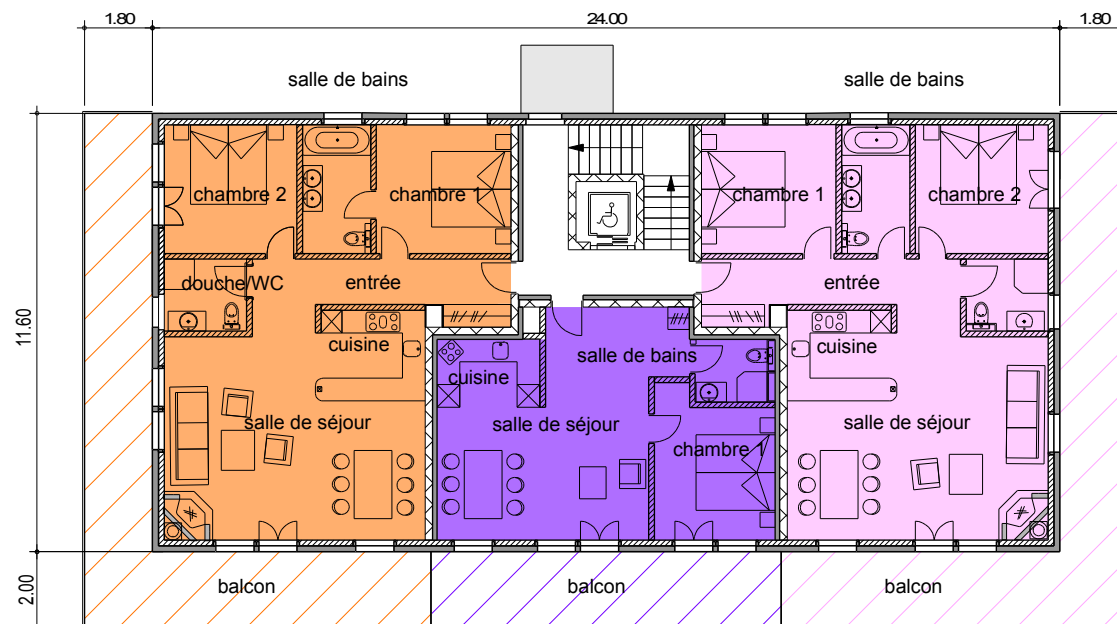 1.80 24.00 1.80
salle de bains salle de bains
11.60
chambre 2 chambre 1 chambre 1 chambre 2
douche/WC entrée entrée
cuisine salle de bains cuisine
cuisine
salle de séjour salle de séjour salle de séjour
chambre 1
2.00
balcon balcon balcon